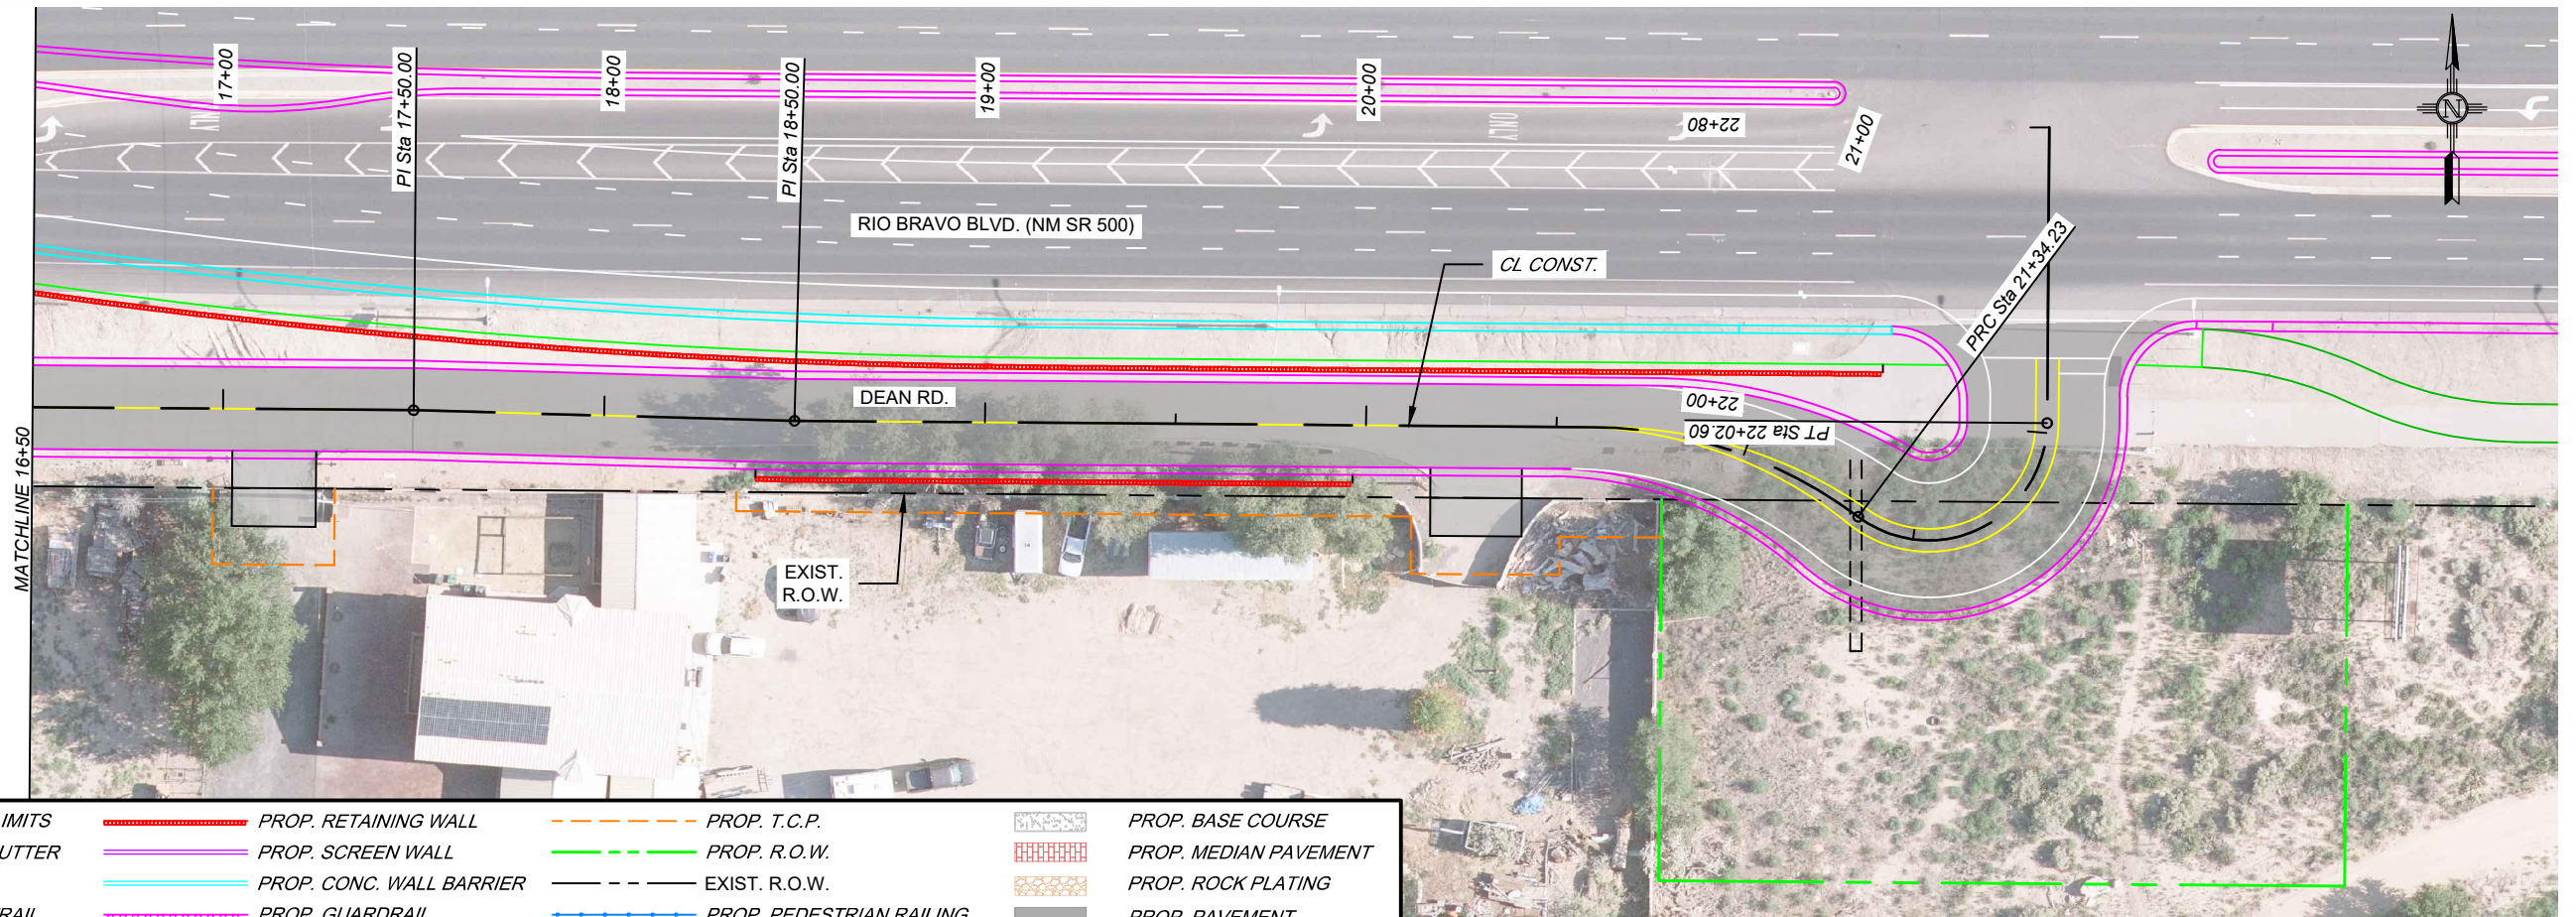 17+00
PI Sta 17+50.00
18+00
PI Sta 18+50.00
19+00
20+00
22+80
21+00
ONLY
ONLY
N
RIO BRAVO BLVD. (NM SR 500)
CL CONST.
PRC Sta 21+34.23
DEAN RD.
22+00
PT Sta 22+02.60
MATCHLINE 16+50
EXIST.
R.O.W.
IMITS
PROP. RETAINING WALL
PROP. T.C.P.
PROP. BASE COURSE
UTTER
PROP. SCREEN WALL
PROP. R.O.W.
PROP. MEDIAN PAVEMENT
PROP. CONC. WALL BARRIER
EXIST. R.O.W.
PROP. ROCK PLATING
RAIL
PROP. GUARDRAIL
PROP. PEDESTRIAN RAILING
PROP. PAVEMENT